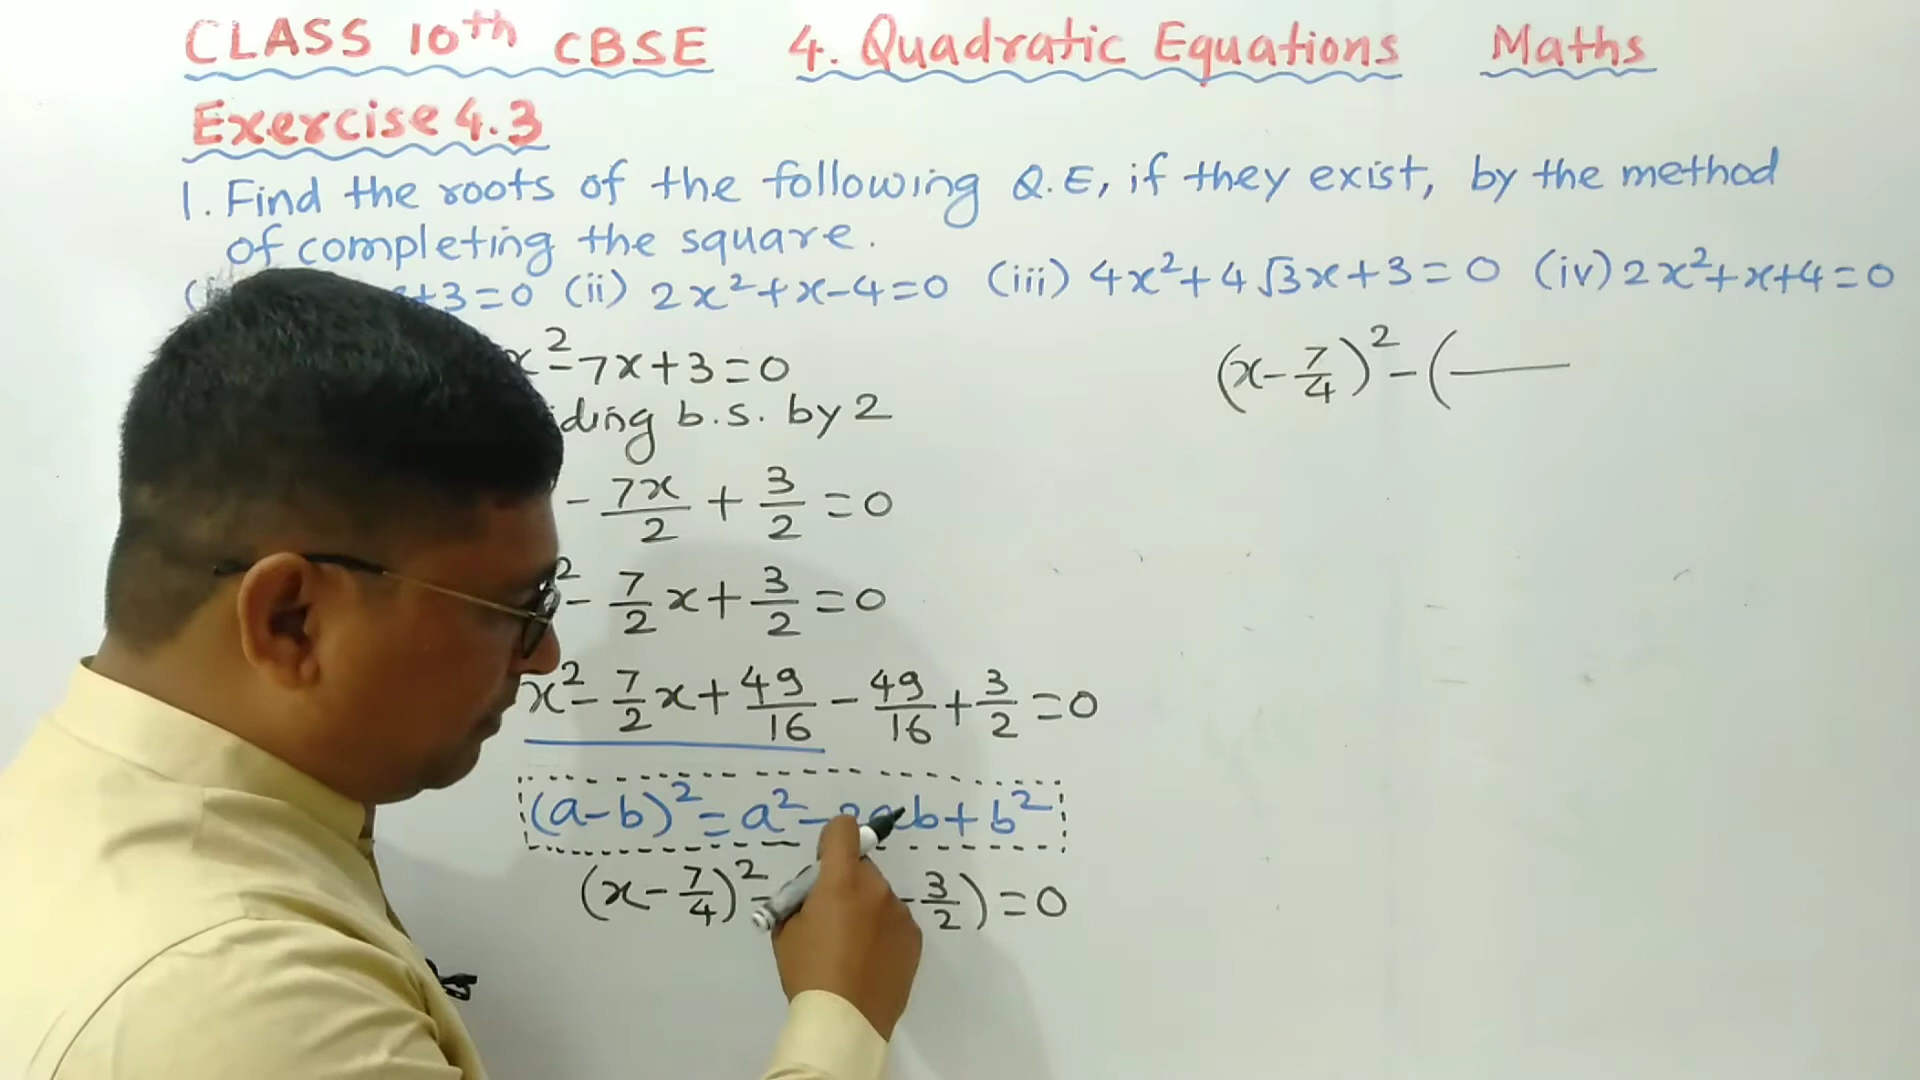 CLASS 10th CBSE 4. Quadratic Equations Maths
Exercise 4.3
1. Find the roots of the following Q.E, if they exist, by the method
of completing the square.
( +3=0 (ii) 2x²+x-4=0 (iii) 4x²+4√3x+3=0 (iv) 2x²+x+4=0
x²-7x+3=0
iding b.s. by 2
- 7x/2 + 3/2 =0
² - 7/2 x + 3/2 =0
x² - 7/2 x + 49/16 - 49/16 + 3/2 =0
(a-b)² = a²-2ab+b²
(x - 7/4)² - ( - 3/2) =0
(x - 7/4)² - (